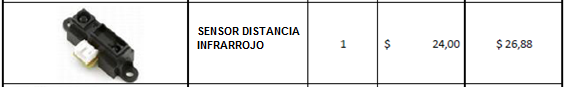 SENSOR DISTANCIA
INFRARROJO
1
$ 24,00
$ 26,88